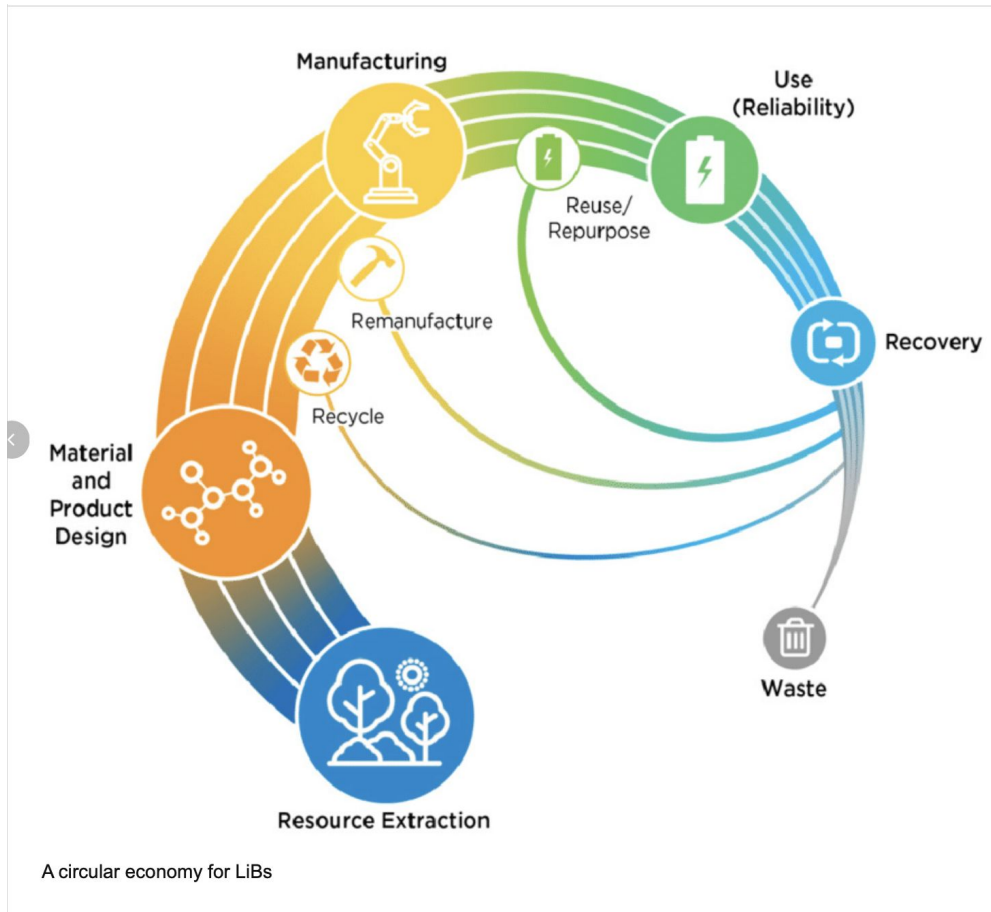 Manufacturing
Use
(Reliability)
Reuse/
Repurpose
Remanufacture
Recovery
Recycle
Material
and
Product
Design
Waste
Resource Extraction
A circular economy for LiBs